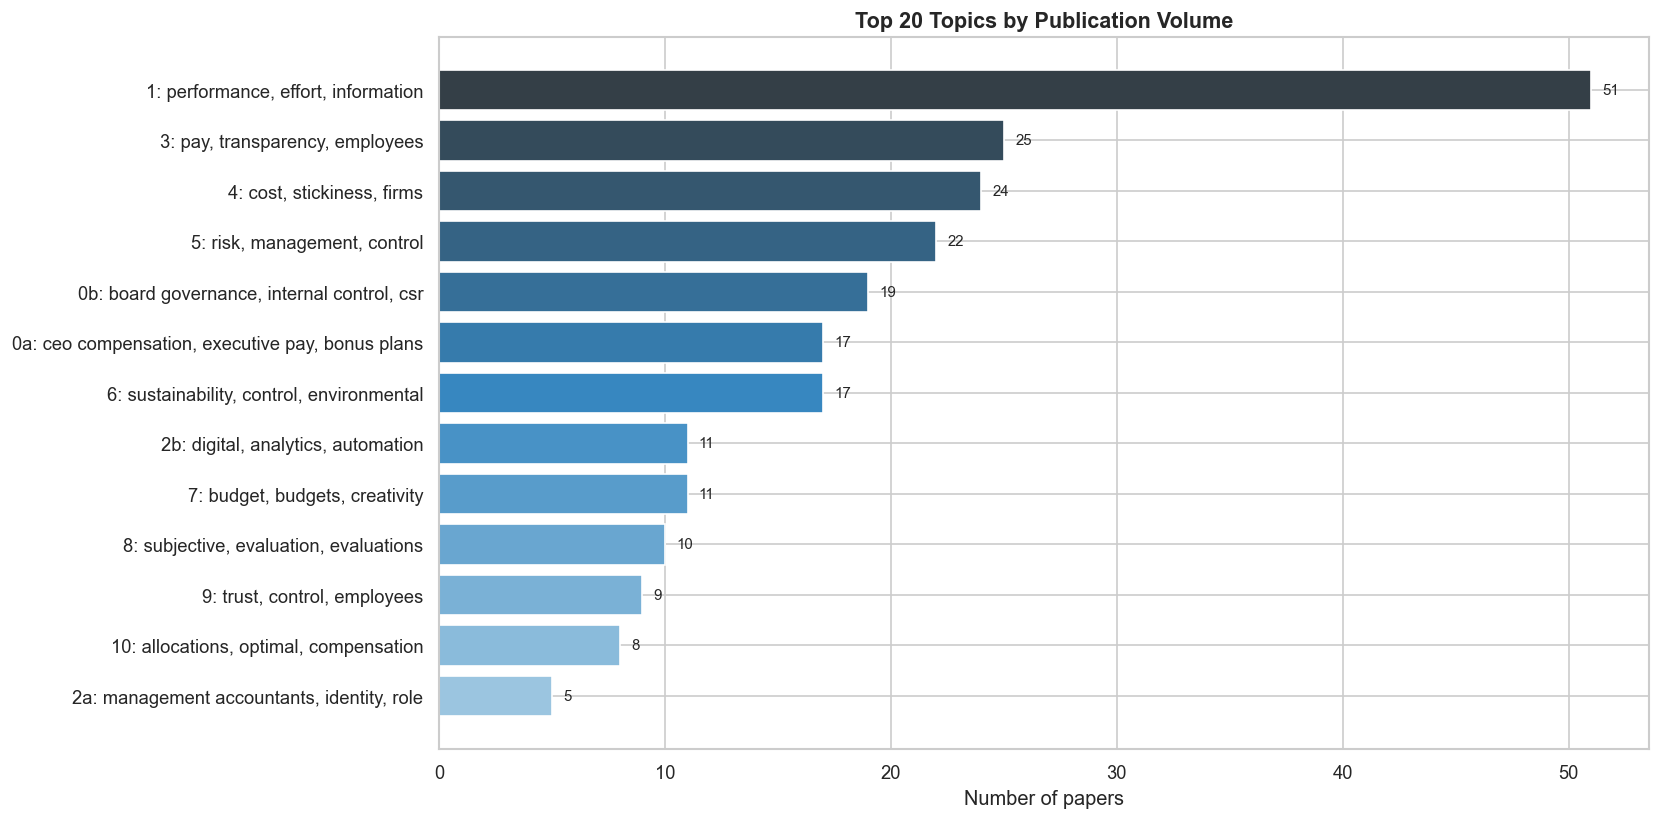 Top 20 Topics by Publication Volume
1: performance, effort, information 51
3: pay, transparency, employees 25
4: cost, stickiness, firms 24
5: risk, management, control 22
0b: board governance, internal control, csr 19
0a: ceo compensation, executive pay, bonus plans 17
6: sustainability, control, environmental 17
2b: digital, analytics, automation 11
7: budget, budgets, creativity 11
8: subjective, evaluation, evaluations 10
9: trust, control, employees 9
10: allocations, optimal, compensation 8
2a: management accountants, identity, role 5
0 10 20 30 40 50
Number of papers